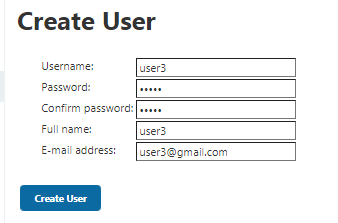 Create User
Username: user3
Password: •••••
Confirm password: •••••
Full name: user3
E-mail address: user3@gmail.com
Create User